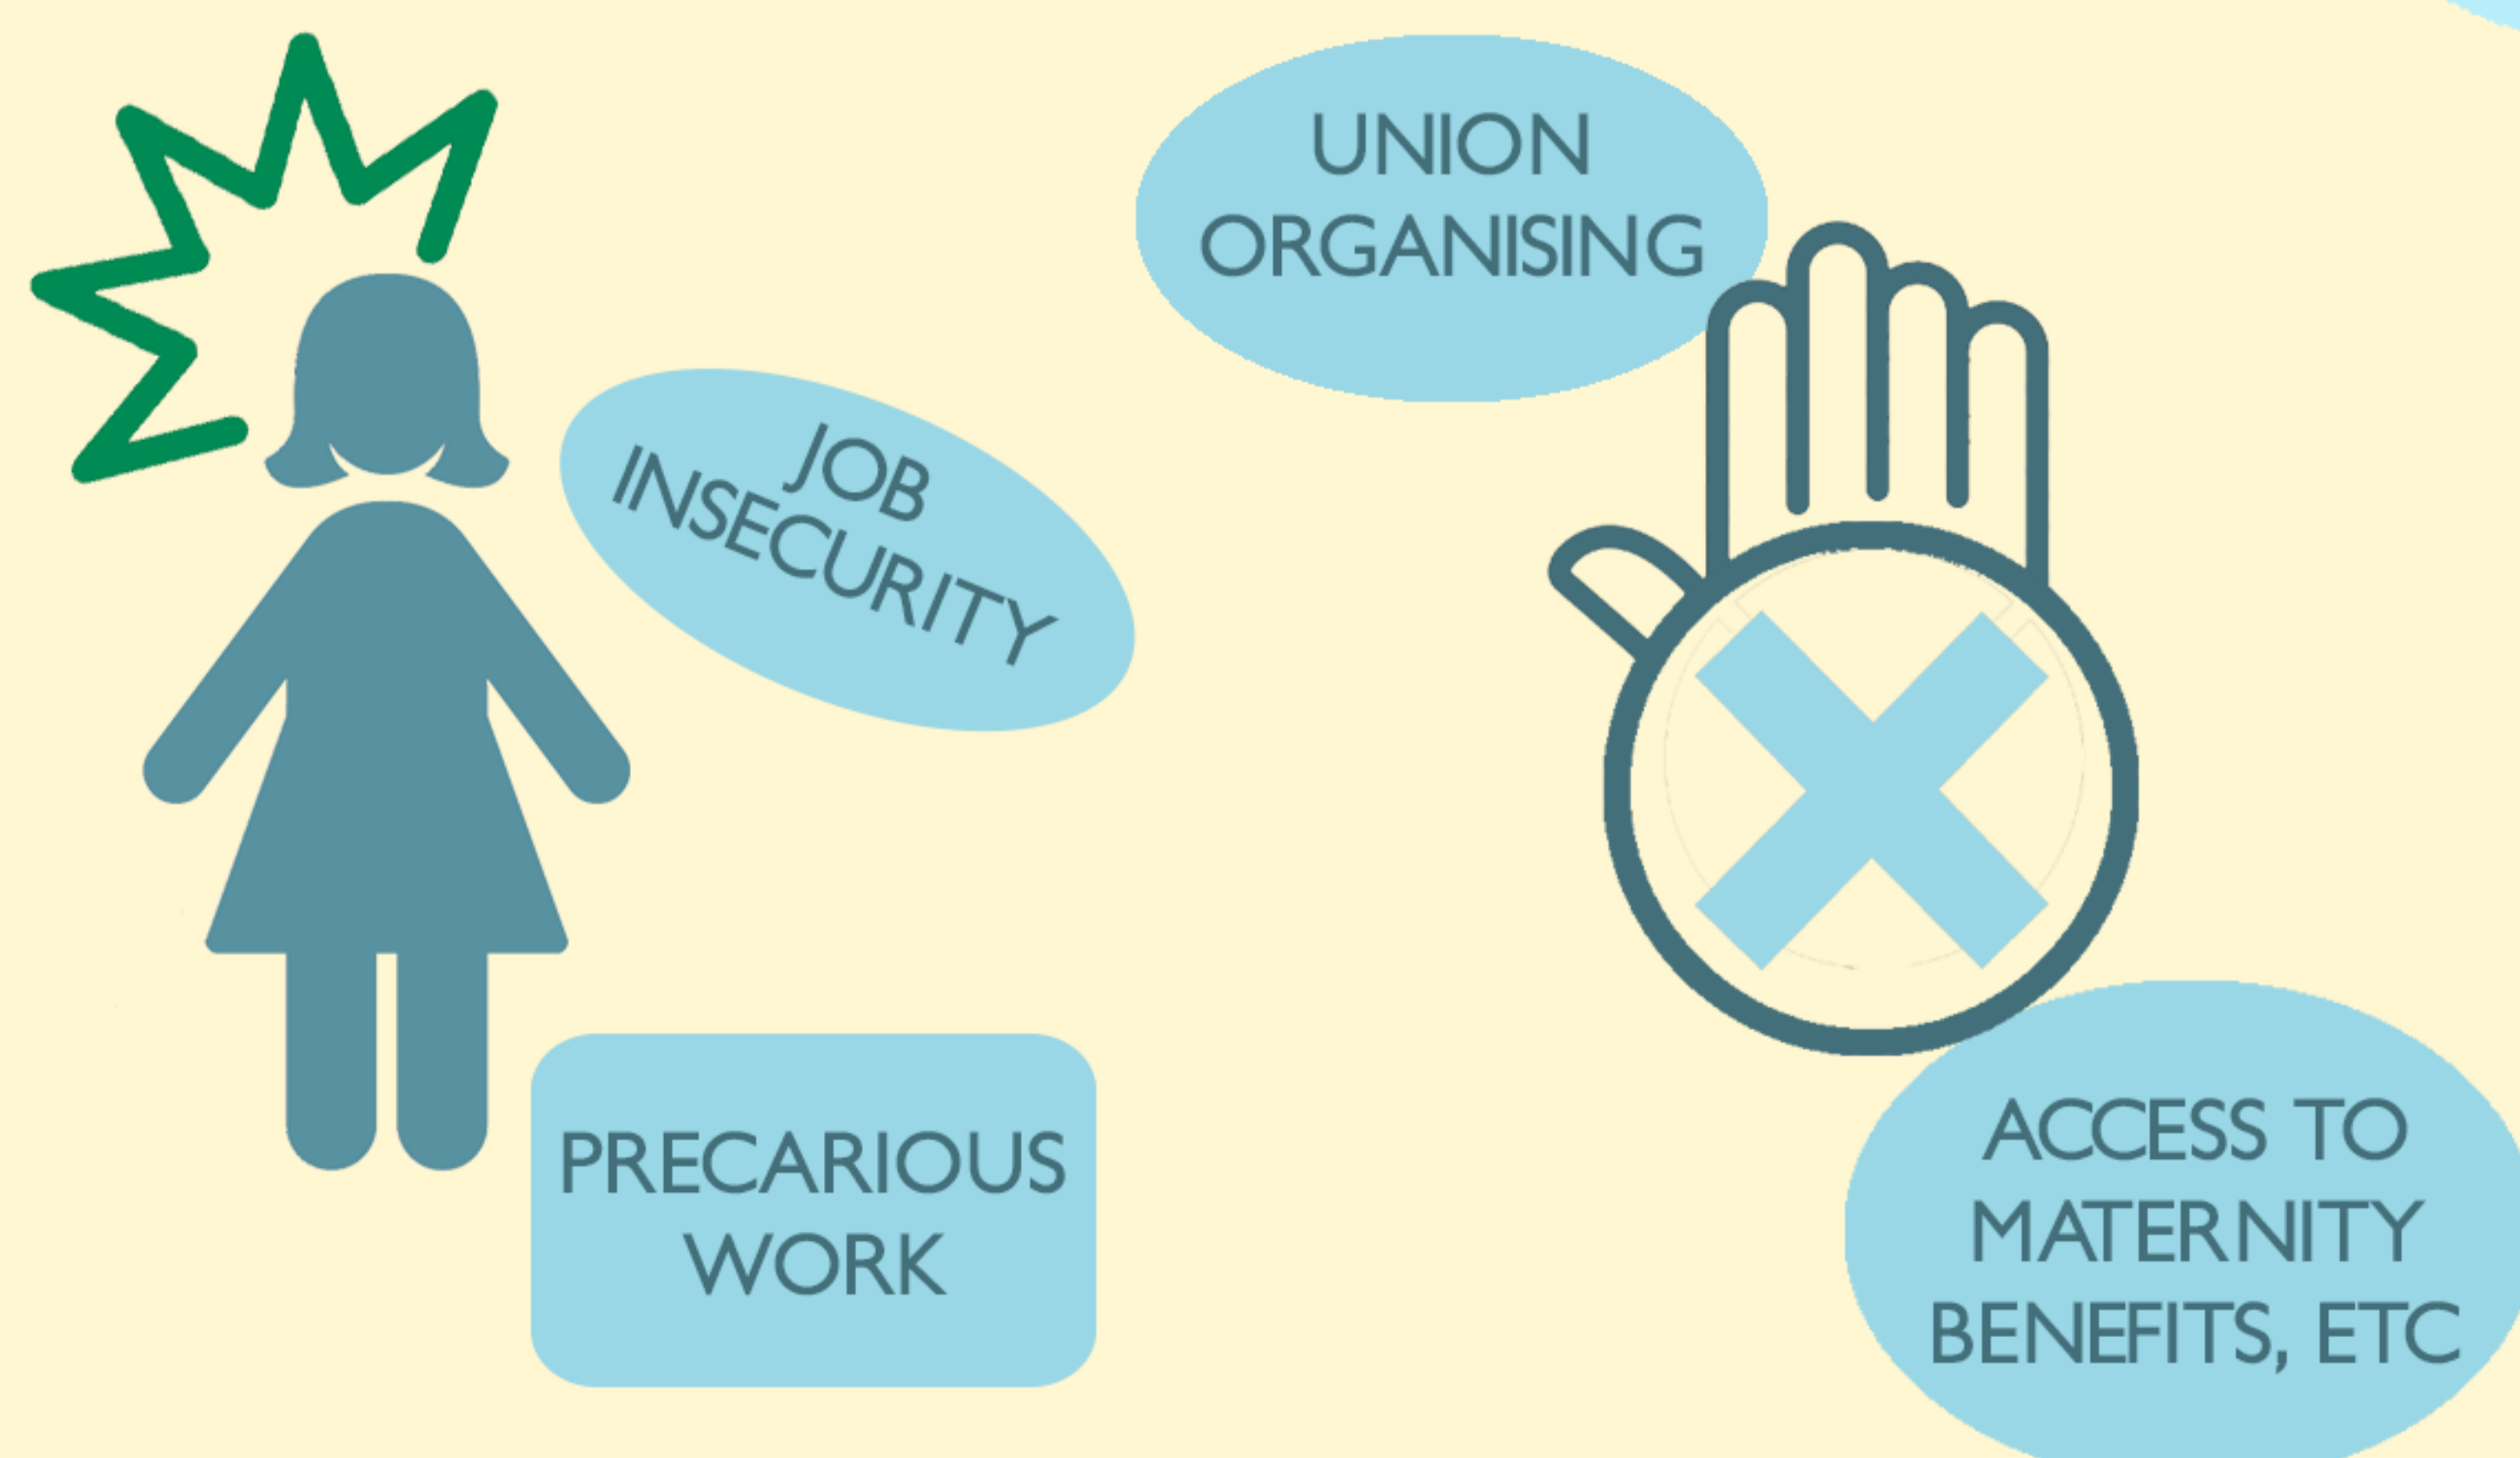 UNION
ORGANISING
JOB
INSECURITY
PRECARIOUS
WORK
ACCESS TO
MATERNITY
BENEFITS, ETC